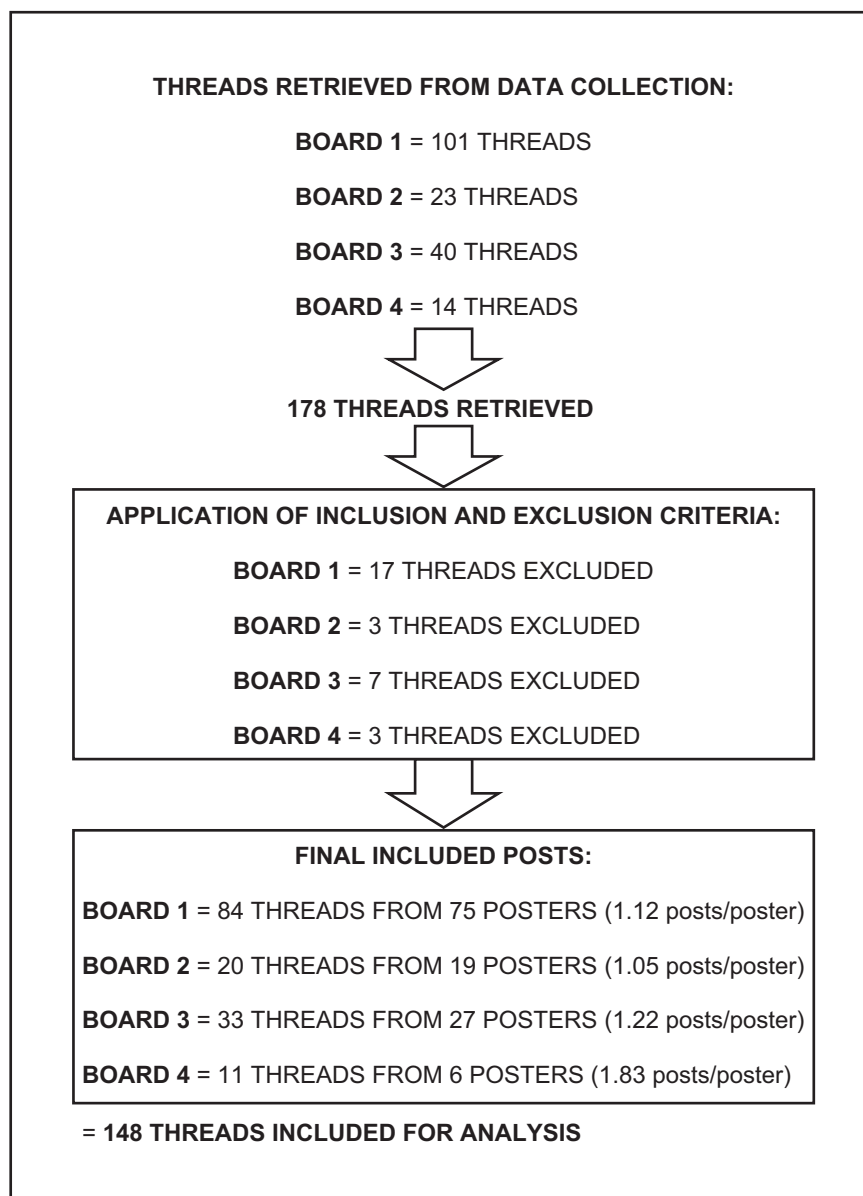 THREADS RETRIEVED FROM DATA COLLECTION:
BOARD 1 = 101 THREADS
BOARD 2 = 23 THREADS
BOARD 3 = 40 THREADS
BOARD 4 = 14 THREADS
178 THREADS RETRIEVED
APPLICATION OF INCLUSION AND EXCLUSION CRITERIA:
BOARD 1 = 17 THREADS EXCLUDED
BOARD 2 = 3 THREADS EXCLUDED
BOARD 3 = 7 THREADS EXCLUDED
BOARD 4 = 3 THREADS EXCLUDED
FINAL INCLUDED POSTS:
BOARD 1 = 84 THREADS FROM 75 POSTERS (1.12 posts/poster)
BOARD 2 = 20 THREADS FROM 19 POSTERS (1.05 posts/poster)
BOARD 3 = 33 THREADS FROM 27 POSTERS (1.22 posts/poster)
BOARD 4 = 11 THREADS FROM 6 POSTERS (1.83 posts/poster)
= 148 THREADS INCLUDED FOR ANALYSIS